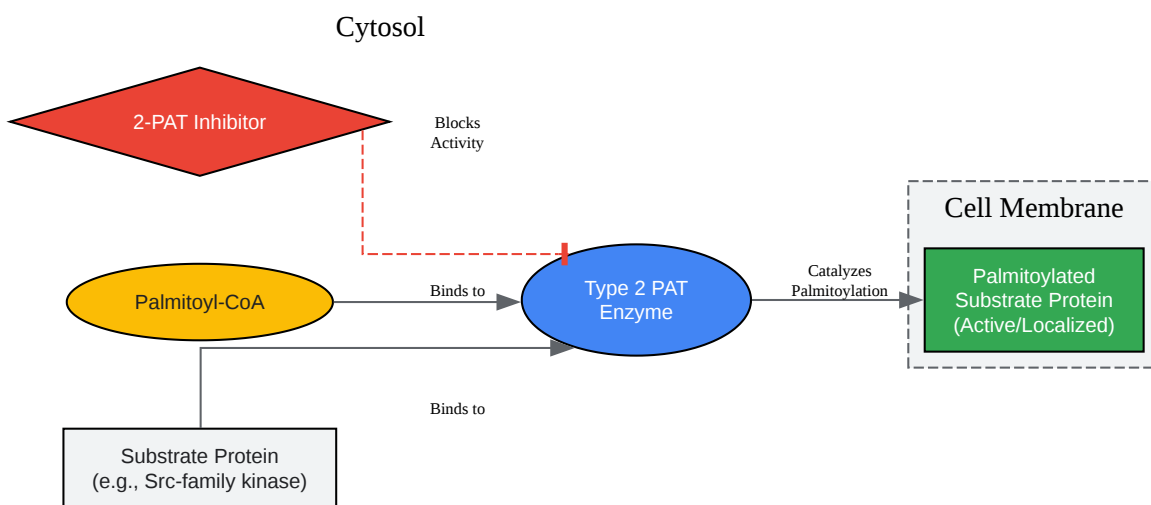 Cytosol
2-PAT Inhibitor
Blocks
Activity
Cell Membrane
Palmitoyl-CoA
Binds to
Type 2 PAT
Enzyme
Catalyzes
Palmitoylation
Palmitoylated
Substrate Protein
(Active/Localized)
Binds to
Substrate Protein
(e.g., Src-family kinase)